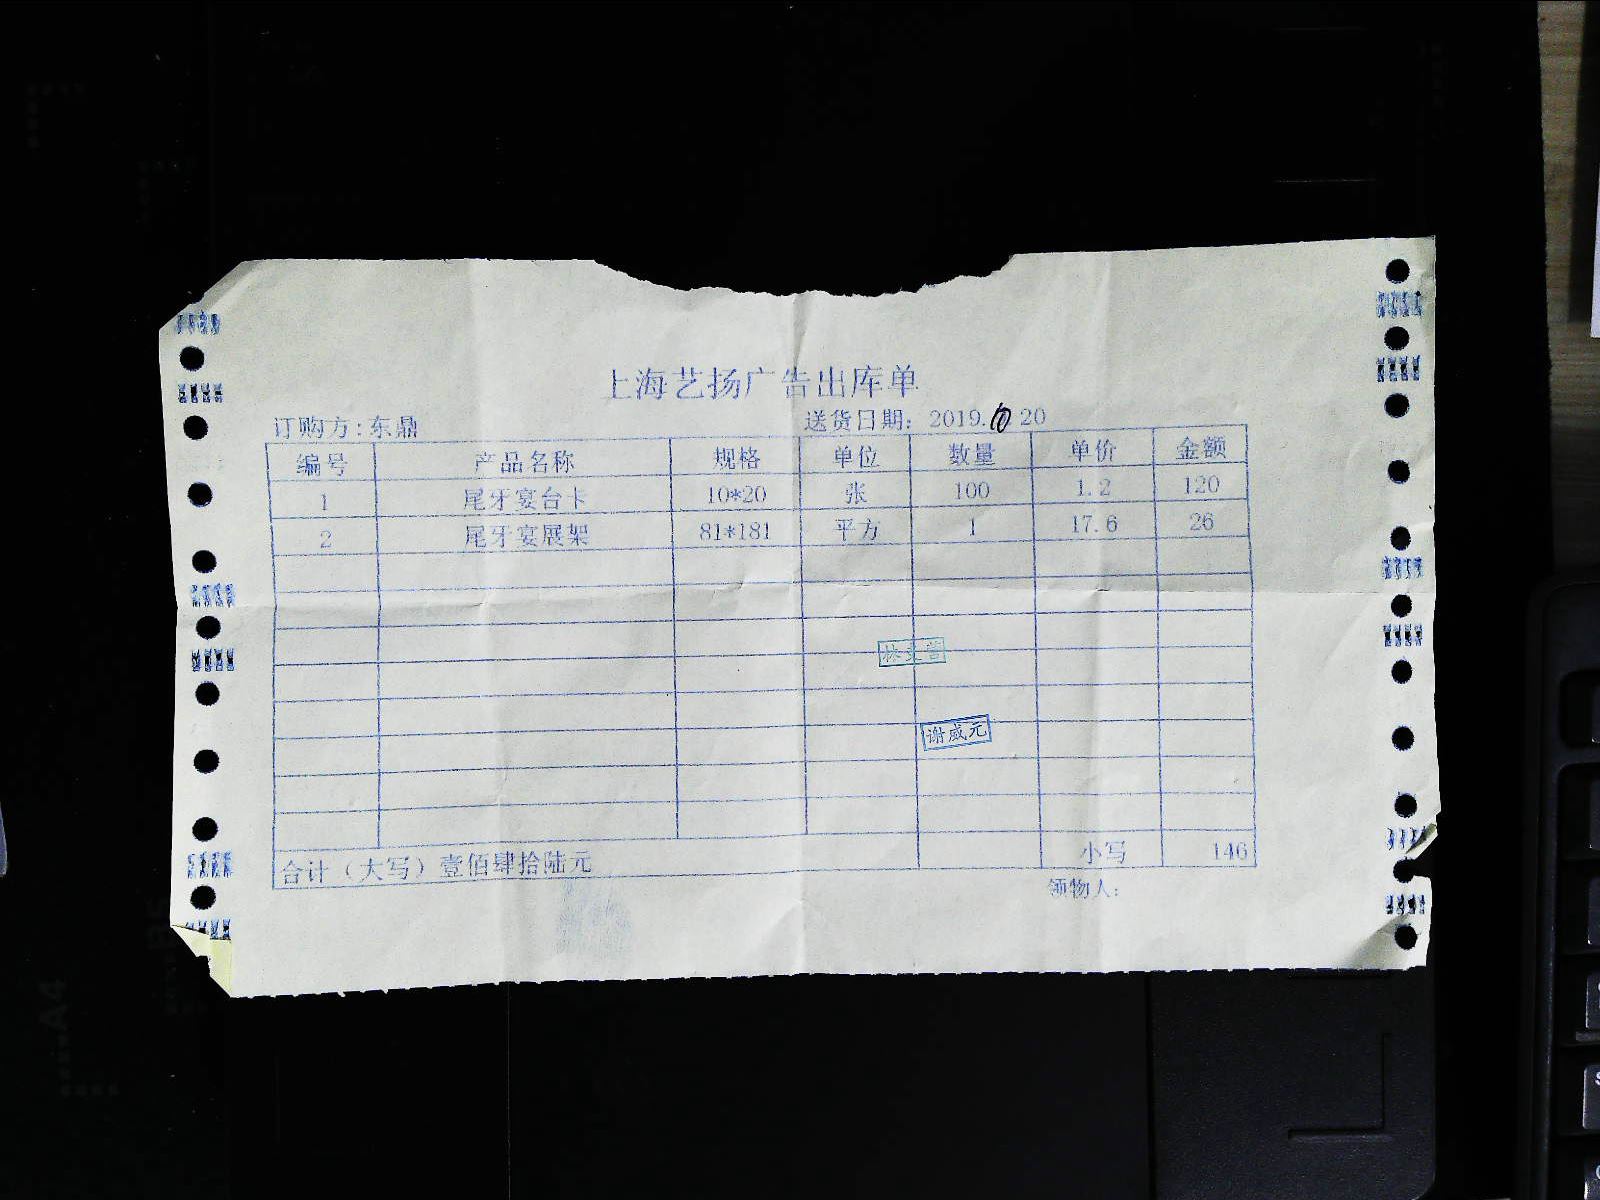 上海艺扬广告出库单
订购方:东鼎 送货日期: 2019.10 20
编号 产品名称 规格 单位 数量 单价 金额
1 尾牙宴台卡 10*20 张 100 1.2 120
2 尾牙宴展架 81*181 平方 1 17.6 26
谢威元
合计（大写）壹佰肆拾陆元 小写 146
领物人: